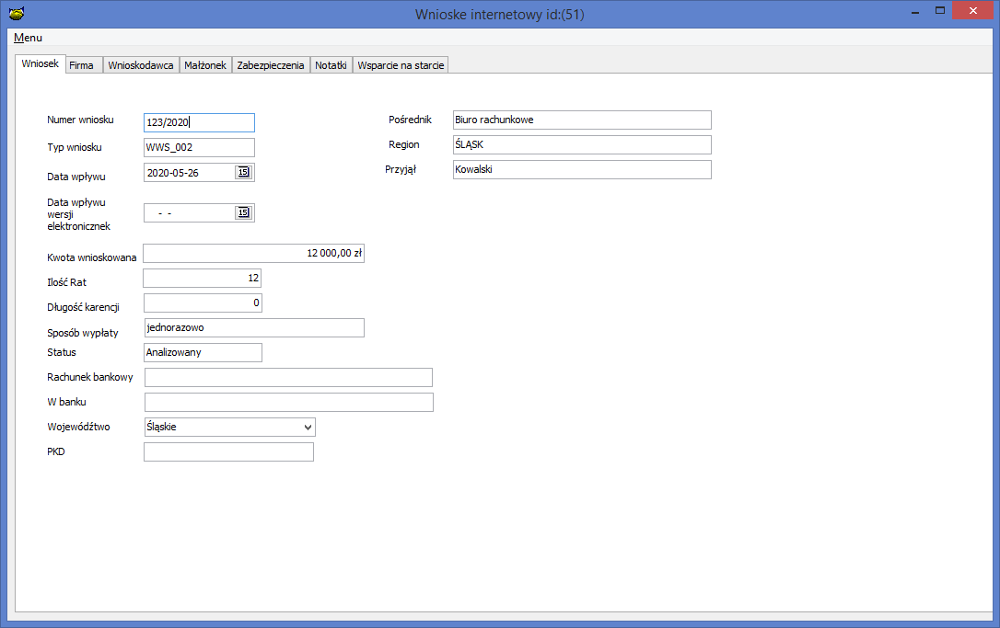 Wnioske internetowy id:(51)
Menu
Wniosek Firma Wnioskodawca Małżonek Zabezpieczenia Notatki Wsparcie na starcie
Numer wniosku 123/2020 Pośrednik Biuro rachunkowe
Typ wniosku WWS_002 Region ŚLĄSK
Data wpływu 2020-05-26 15 Przyjął Kowalski
Data wpływu
wersji - - 15
elektronicznek
Kwota wnioskowana 12 000,00 zł
Ilość Rat 12
Długość karencji 0
Sposób wypłaty jednorazowo
Status Analizowany
Rachunek bankowy
W banku
Wojewódźtwo Śląskie
PKD